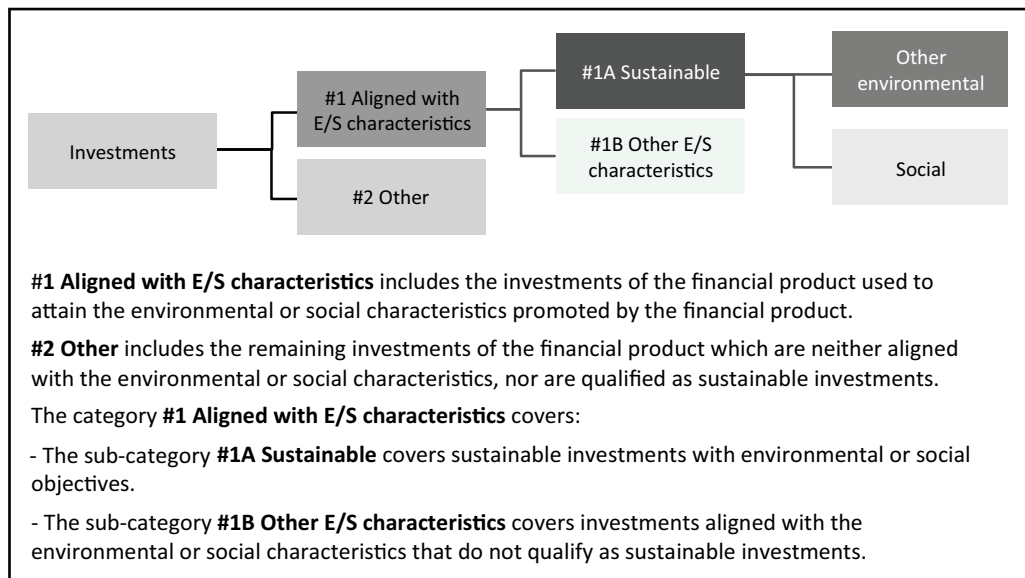 Investments
#1 Aligned with
E/S characteristics
#2 Other
#1A Sustainable
#1B Other E/S
characteristics
Other
environmental
Social
#1 Aligned with E/S characteristics includes the investments of the financial product used to
attain the environmental or social characteristics promoted by the financial product.
#2 Other includes the remaining investments of the financial product which are neither aligned
with the environmental or social characteristics, nor are qualified as sustainable investments.
The category #1 Aligned with E/S characteristics covers:
- The sub-category #1A Sustainable covers sustainable investments with environmental or social
objectives.
- The sub-category #1B Other E/S characteristics covers investments aligned with the
environmental or social characteristics that do not qualify as sustainable investments.